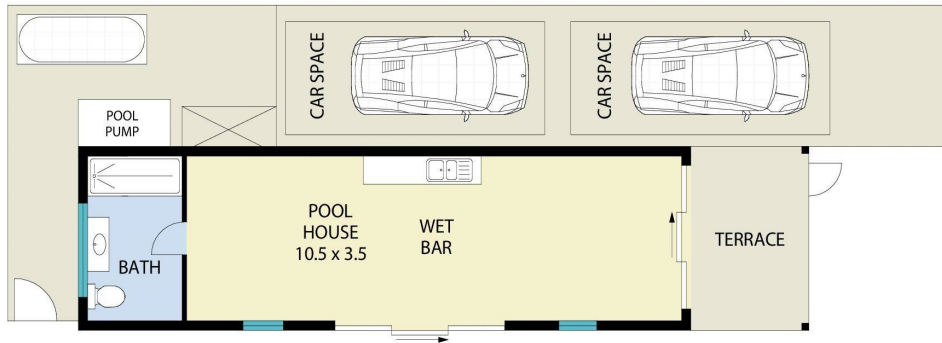 CAR SPACE
CAR SPACE
POOL
PUMP
POOL
HOUSE
10.5 x 3.5
WET
BAR
TERRACE
BATH